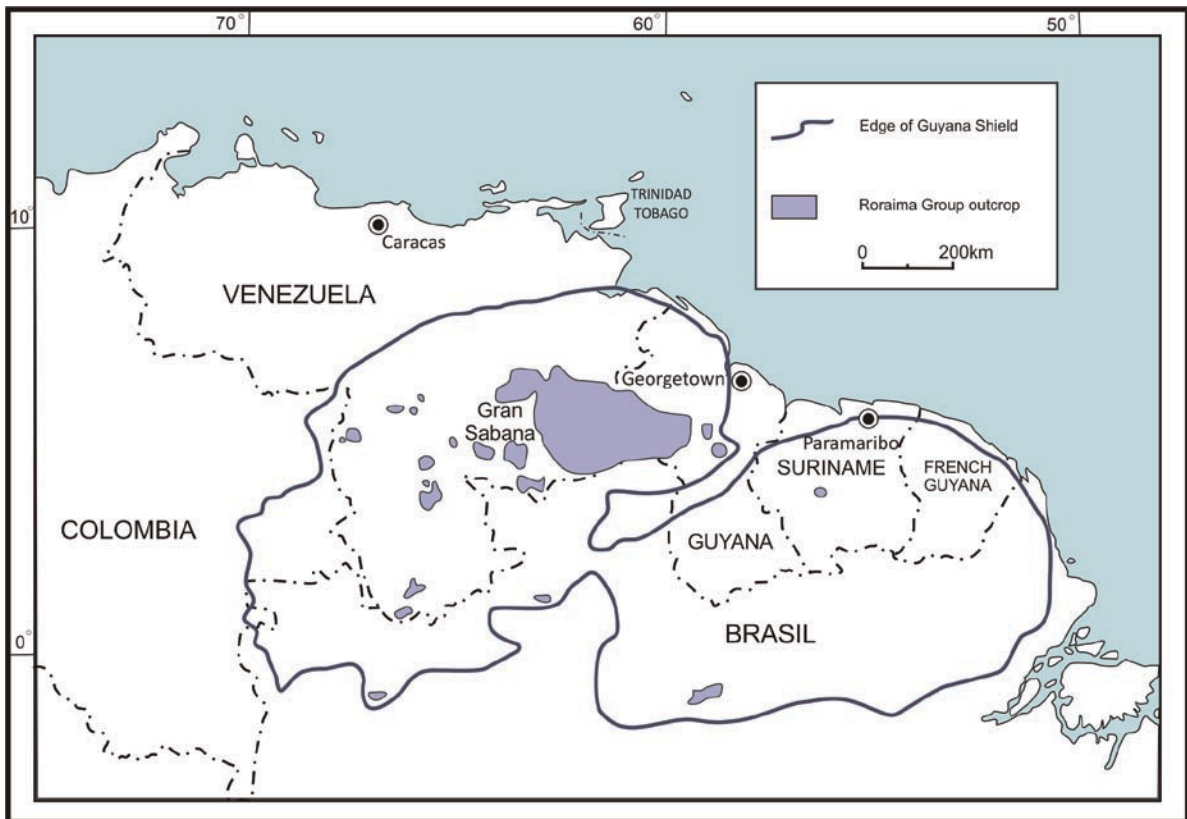 70°
60°
50°
Edge of Guyana Shield
Roraima Group outcrop
0
200km
TRINIDAD
TOBAGO
10°
Caracas
VENEZUELA
Georgetown
Gran
Sabana
Paramaribo
SURINAME
FRENCH
GUYANA
COLOMBIA
GUYANA
BRASIL
0°